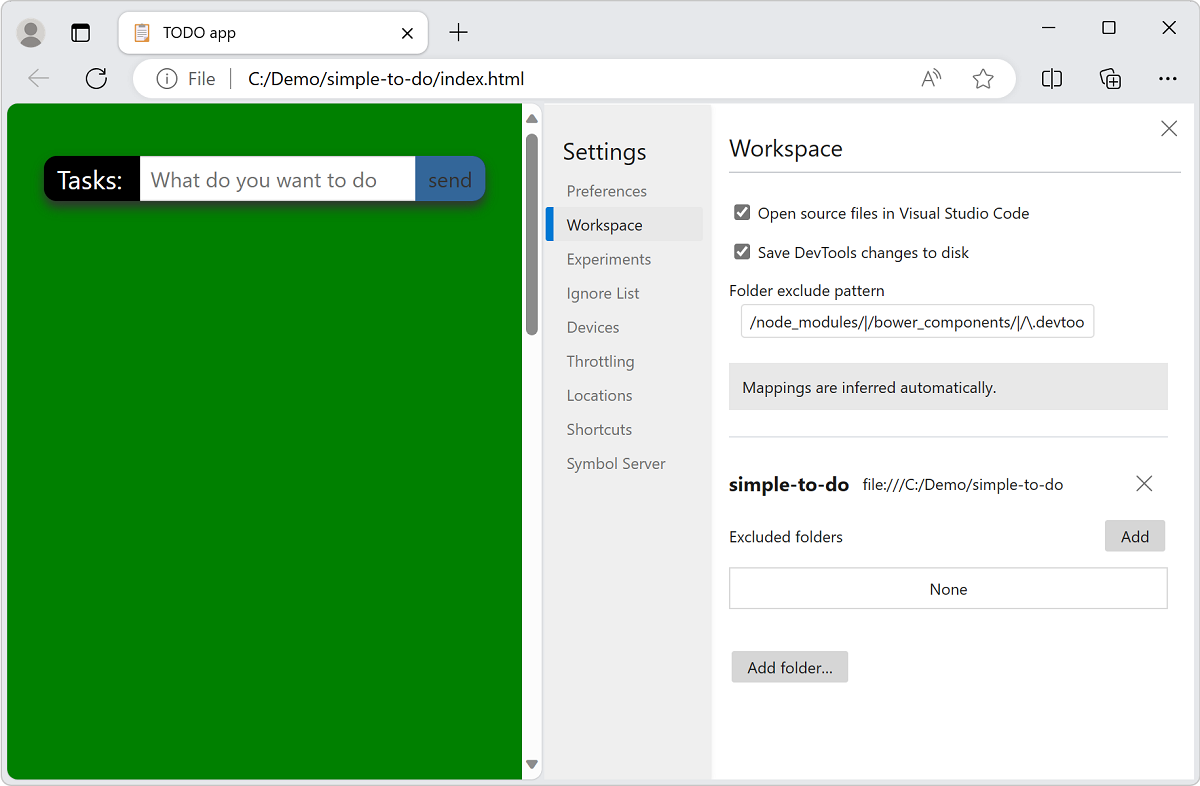 TODO app
File
C:/Demo/simple-to-do/index.html
Tasks:
What do you want to do
send
Settings
Preferences
Workspace
Experiments
Ignore List
Devices
Throttling
Locations
Shortcuts
Symbol Server
Workspace
Open source files in Visual Studio Code
Save DevTools changes to disk
Folder exclude pattern
/node_modules/|/bower_components/|/\.devtoo
Mappings are inferred automatically.
simple-to-do file:///C:/Demo/simple-to-do
Excluded folders
Add
None
Add folder...